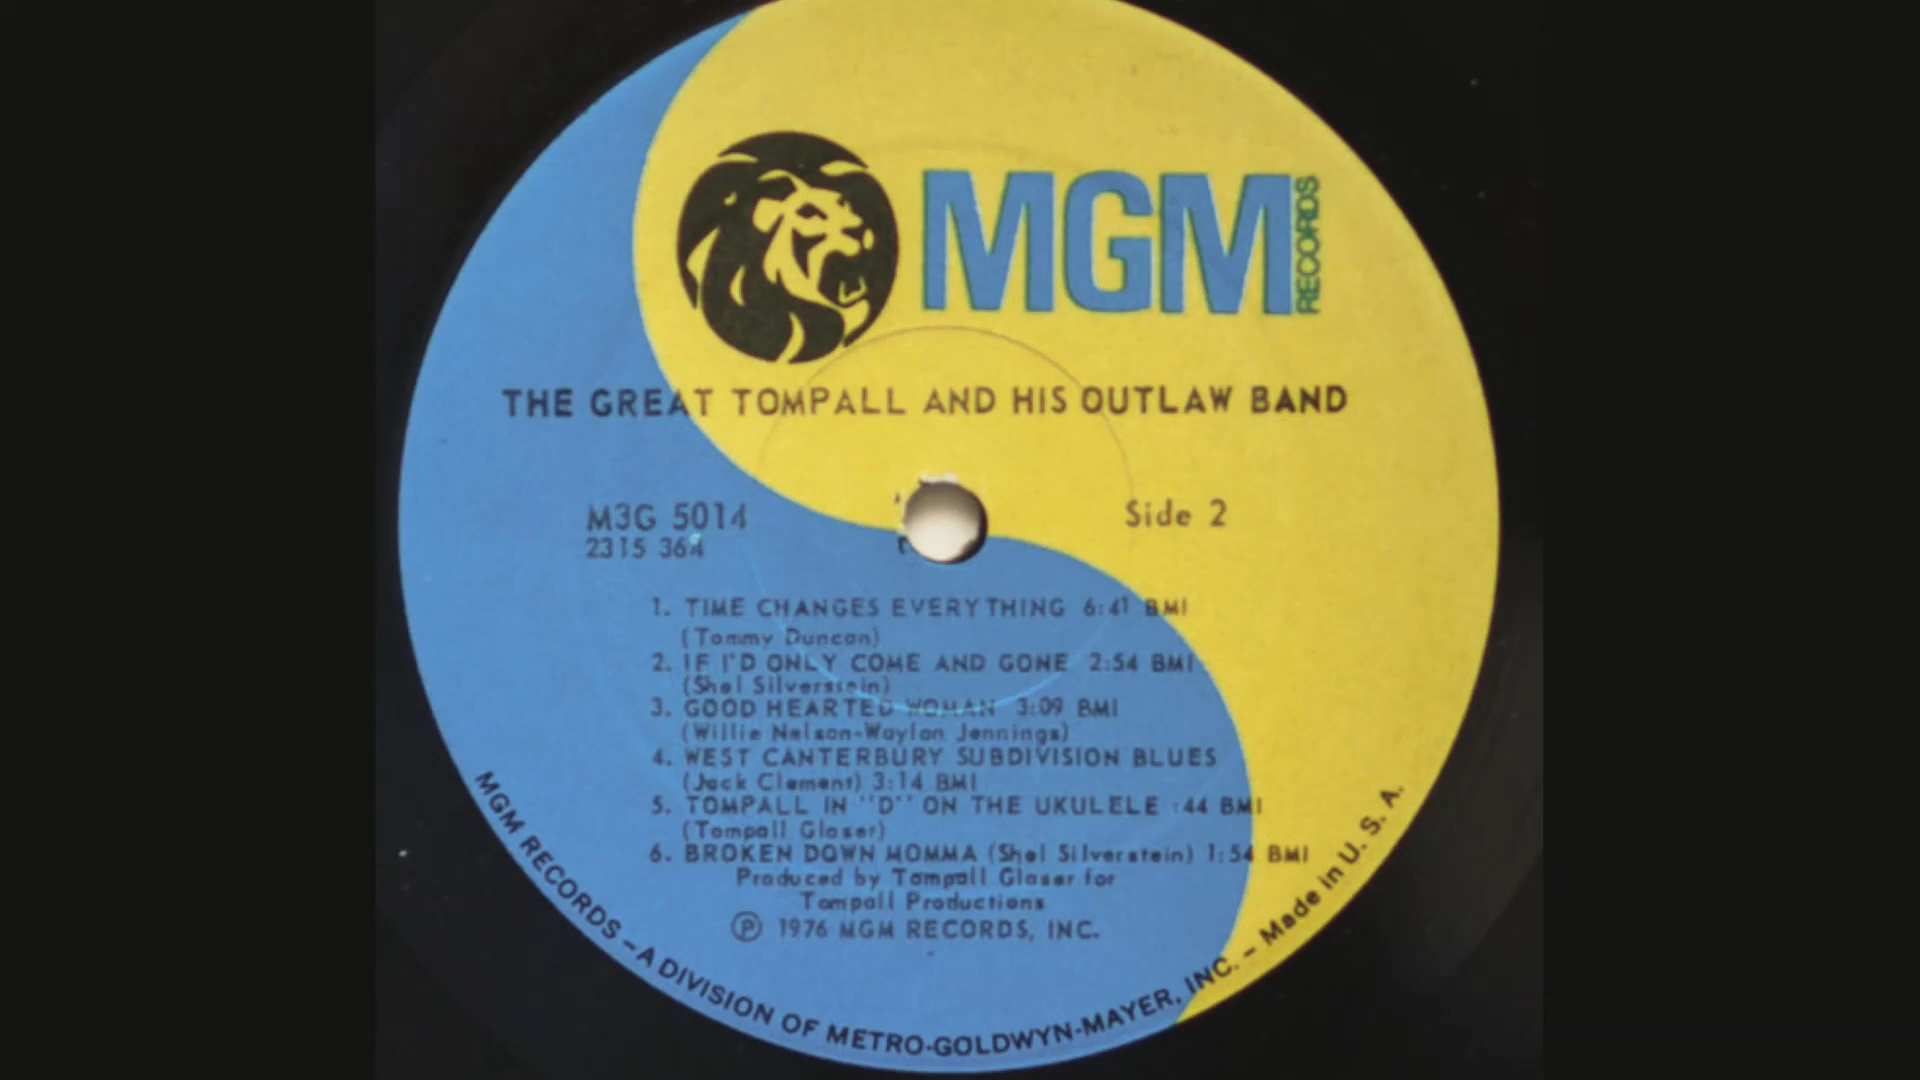 MGM RECORDS
THE GREAT TOMPALL AND HIS OUTLAW BAND
M3G 5014
Side 2
2315 364
1. TIME CHANGES EVERYTHING 6:41 BMI
(Tommy Duncan)
2. IF I'D ONLY COME AND GONE 2:54 BMI
(Shel Silverstein)
3. GOOD HEARTED WOMAN 3:09 BMI
(Willie Nelson-Waylon Jennings)
4. WEST CANTERBURY SUBDIVISION BLUES
(Jack Clement) 3:14 BMI
5. TOMPALL IN "D" ON THE UKULELE :44 BMI
(Tompall Glaser)
6. BROKEN DOWN MOMMA (Shel Silverstein) 1:54 BMI
Produced by Tompall Glaser for
Tompall Productions
Ⓟ 1976 MGM RECORDS, INC.
MGM RECORDS – A DIVISION OF METRO-GOLDWYN-MAYER, INC. – Made in U. S. A.